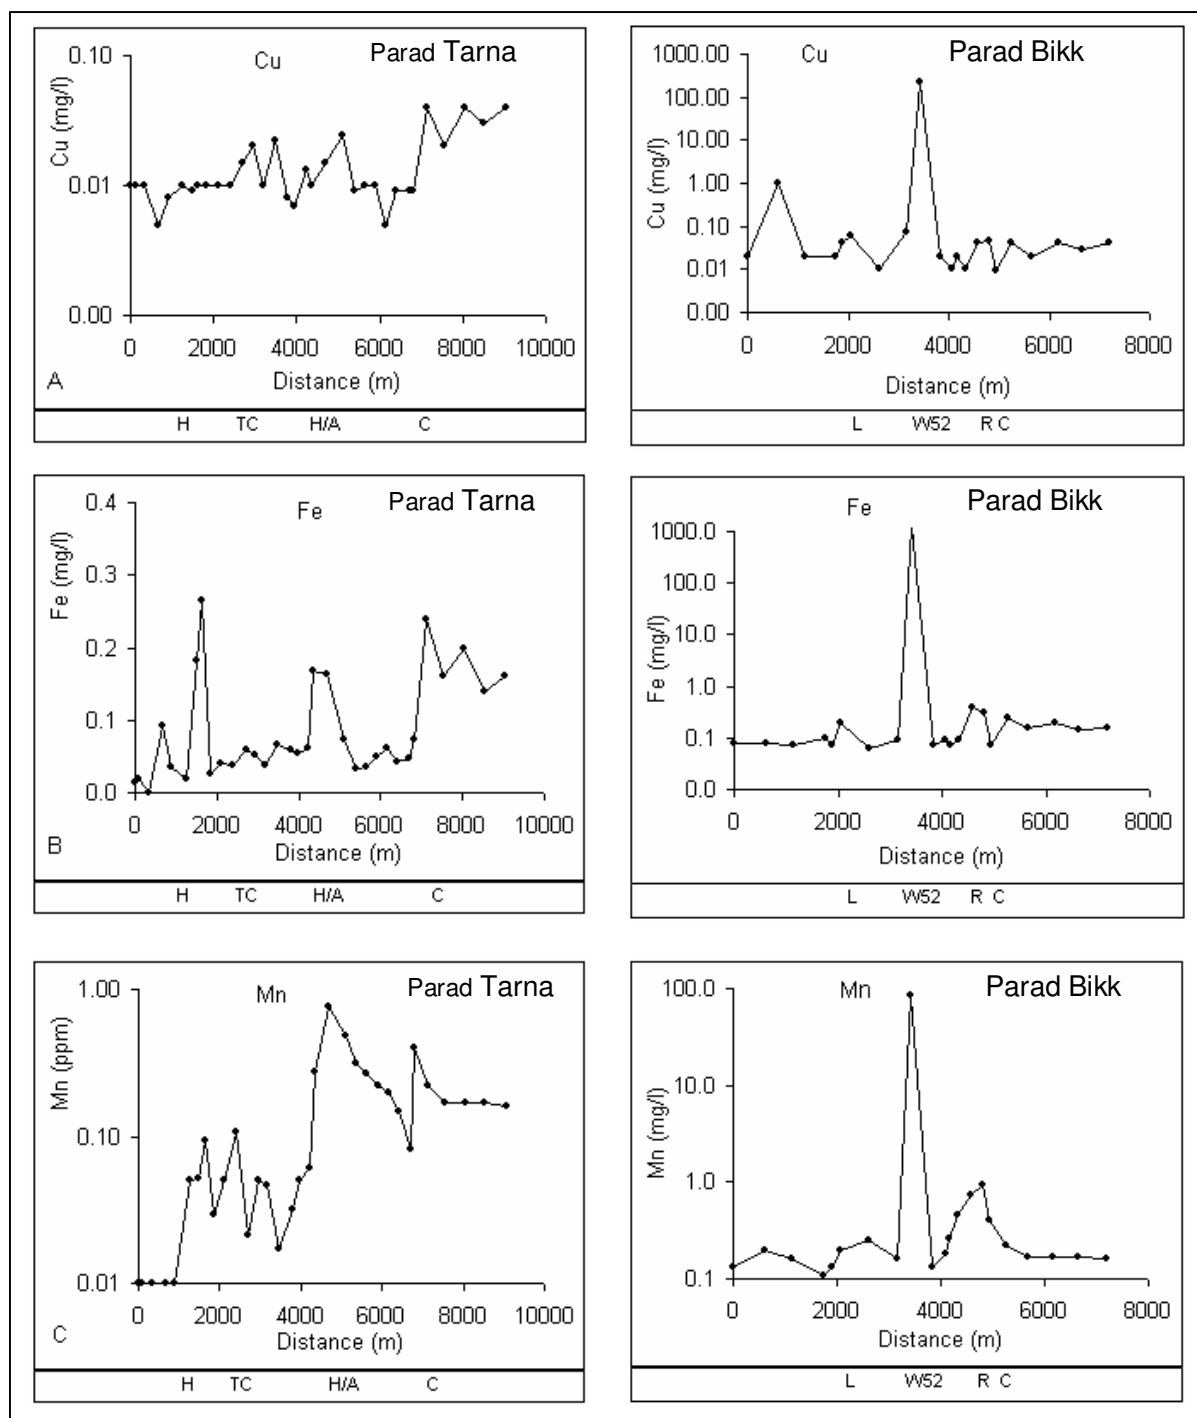 Cu Parad Tarna
Cu (mg/l)
0.10
0.01
0.00
0 2000 4000 6000 8000 10000
Distance (m)
A
H TC H/A C
Cu Parad Bikk
Cu (mg/l)
1000.00
100.00
10.00
1.00
0.10
0.01
0.00
0 2000 4000 6000 8000
Distance (m)
L W52 R C
Fe Parad Tarna
Fe (mg/l)
0.4
0.3
0.2
0.1
0.0
0 2000 4000 6000 8000 10000
Distance (m)
B
H TC H/A C
Fe Parad Bikk
Fe (mg/l)
1000.0
100.0
10.0
1.0
0.1
0.0
0 2000 4000 6000 8000
Distance (m)
L W52 R C
Mn Parad Tarna
Mn (ppm)
1.00
0.10
0.01
0 2000 4000 6000 8000 10000
Distance (m)
C
H TC H/A C
Mn Parad Bikk
Mn (mg/l)
100.0
10.0
1.0
0.1
0 2000 4000 6000 8000
Distance (m)
L W52 R C